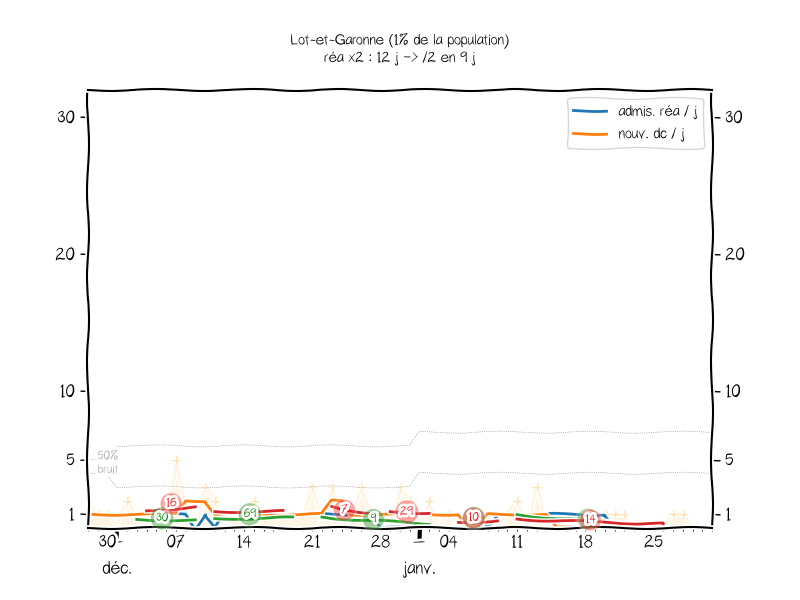 Lot-et-Garonne (1% de la population)
réa x2 : 12 j -> /2 en 9 j
admis. réa / j
nouv. dc / j
30 30
20 20
10 10
5 5
1 1
50%
bruit
16 30 69 7 9 29 10 14
30 07 14 21 28 04 11 18 25
déc. janv.